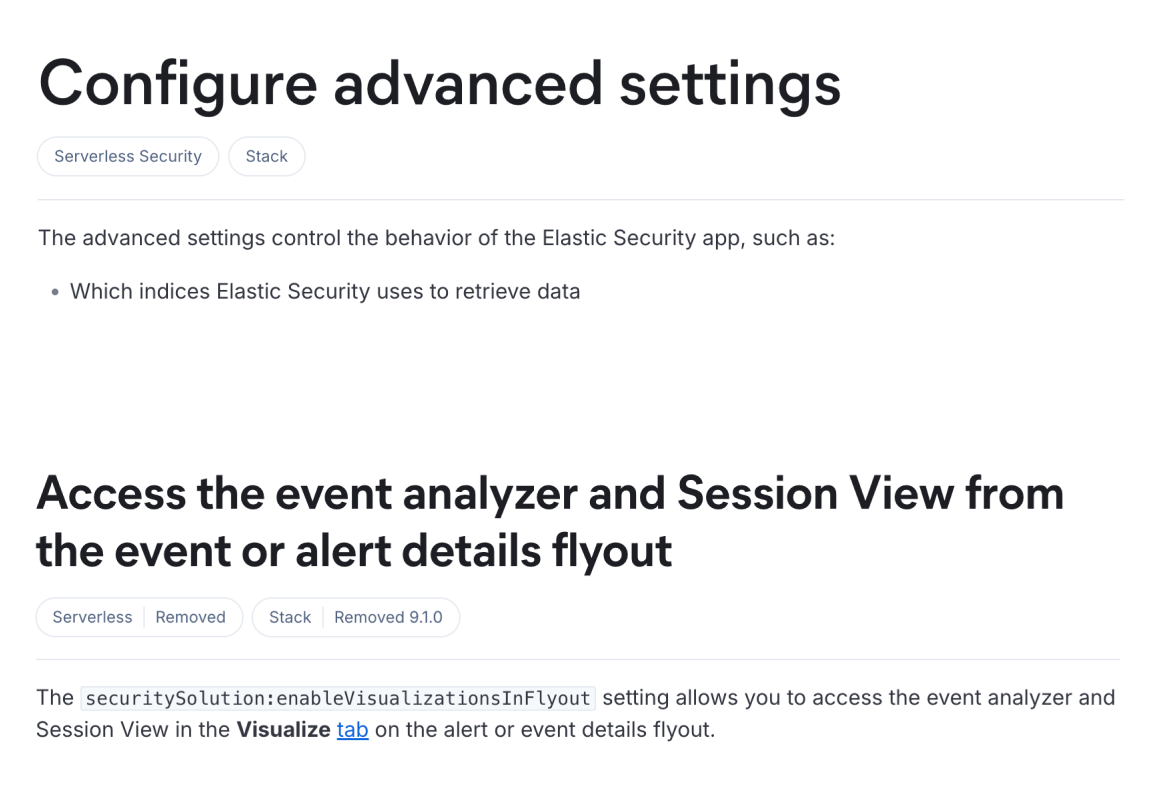 Configure advanced settings
Serverless Security
Stack
The advanced settings control the behavior of the Elastic Security app, such as:
• Which indices Elastic Security uses to retrieve data
Access the event analyzer and Session View from
the event or alert details flyout
Serverless | Removed
Stack | Removed 9.1.0
The securitySolution:enableVisualizationsInFlyout setting allows you to access the event analyzer and
Session View in the Visualize tab on the alert or event details flyout.